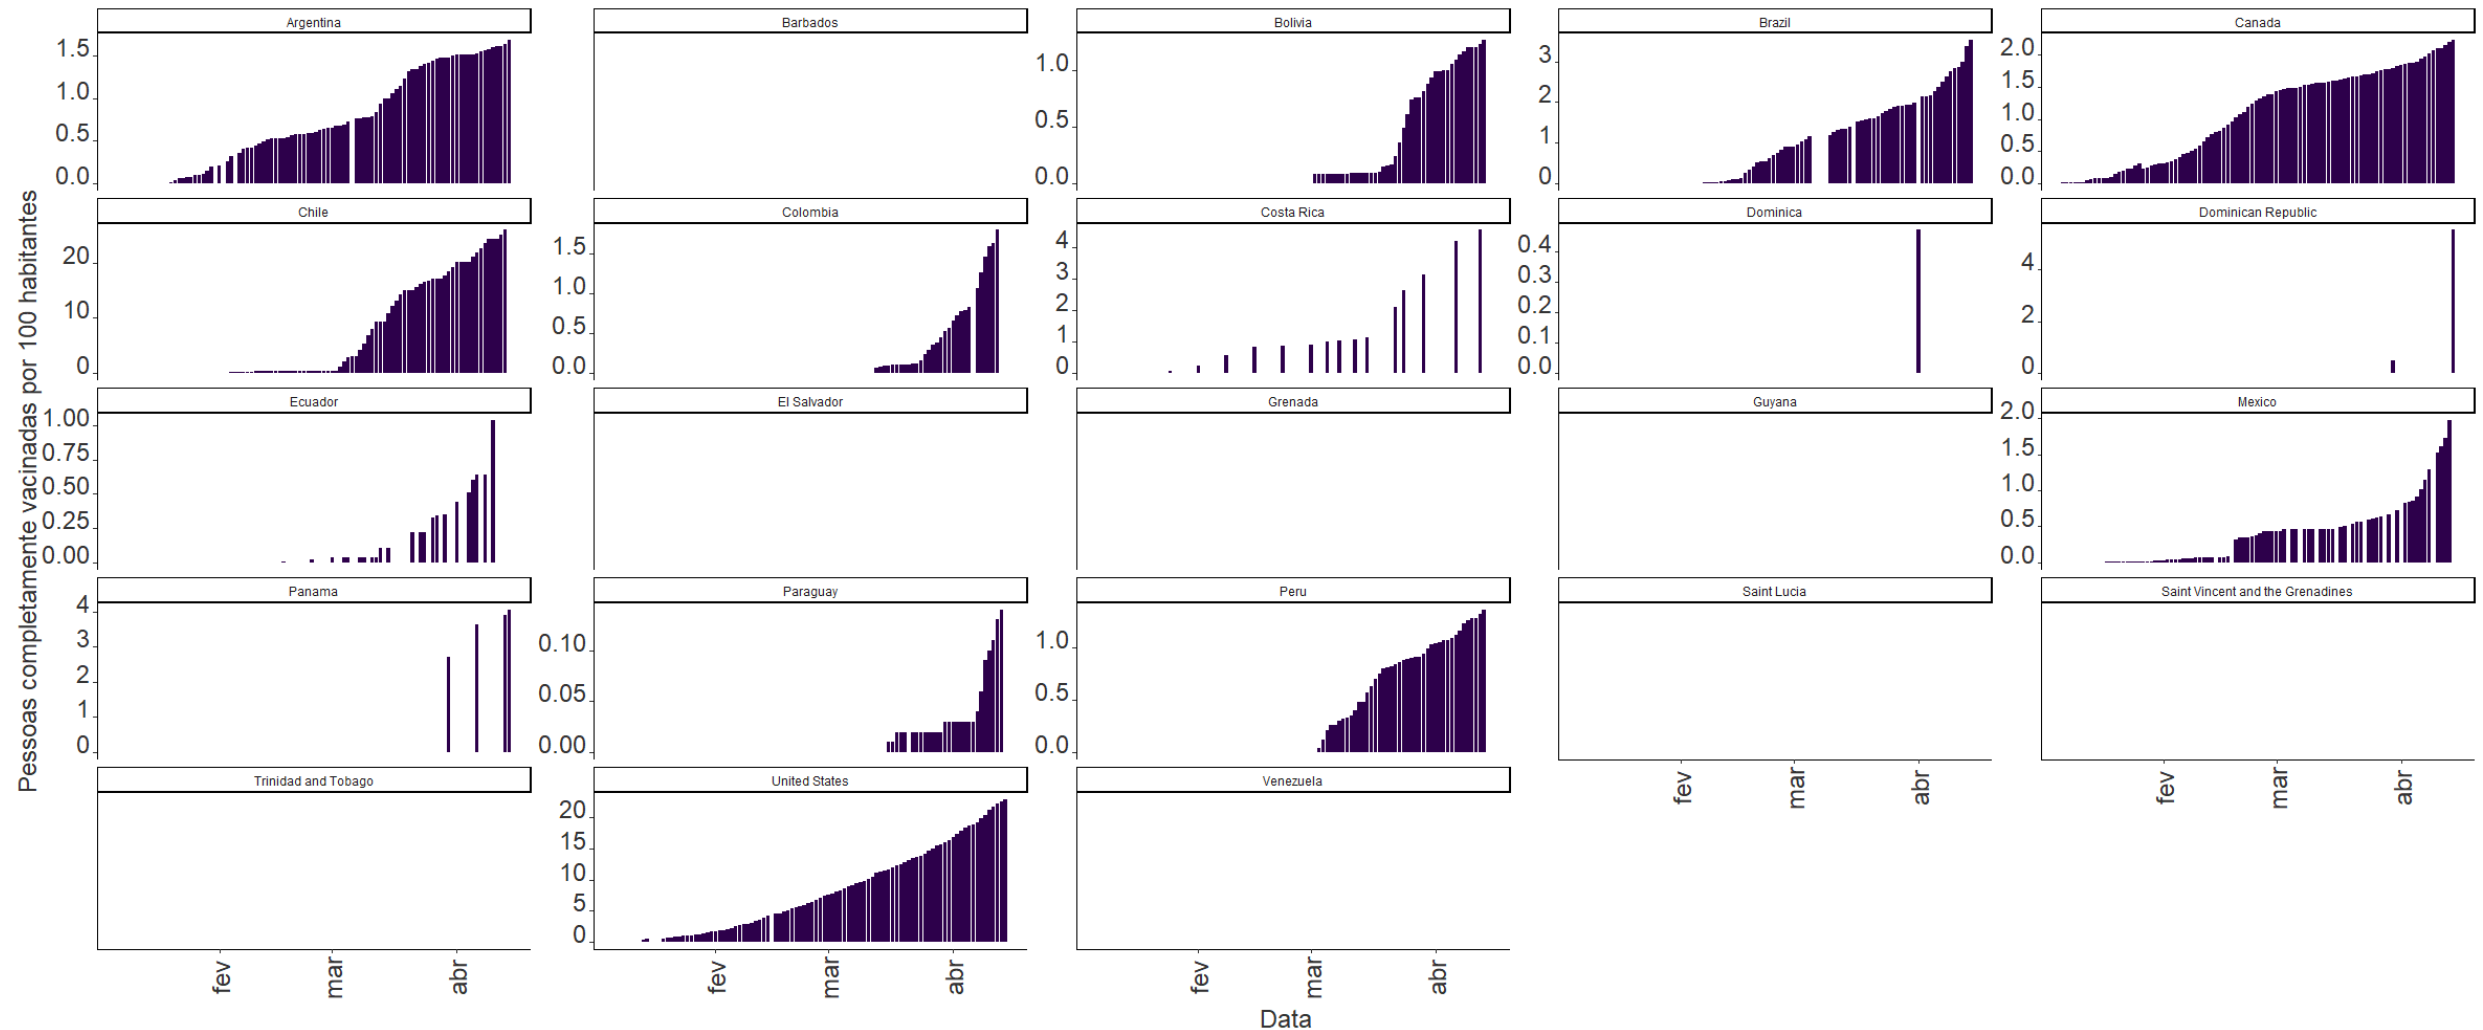 Pessoas completamente vacinadas por 100 habitantes
Argentina
1.5
1.0
0.5
0.0
Barbados
Bolivia
1.0
0.5
0.0
Brazil
3
2
1
0
Canada
2.0
1.5
1.0
0.5
0.0
Chile
20
10
0
Colombia
1.5
1.0
0.5
0.0
Costa Rica
4
3
2
1
0
Dominica
0.4
0.3
0.2
0.1
0.0
Dominican Republic
4
2
0
Ecuador
1.00
0.75
0.50
0.25
0.00
El Salvador
Grenada
Guyana
Mexico
2.0
1.5
1.0
0.5
0.0
Panama
4
3
2
1
0
Paraguay
0.10
0.05
0.00
Peru
1.0
0.5
0.0
Saint Lucia
fev
mar
abr
Saint Vincent and the Grenadines
fev
mar
abr
Trinidad and Tobago
fev
mar
abr
United States
20
15
10
5
0
fev
mar
abr
Venezuela
fev
mar
abr
Data